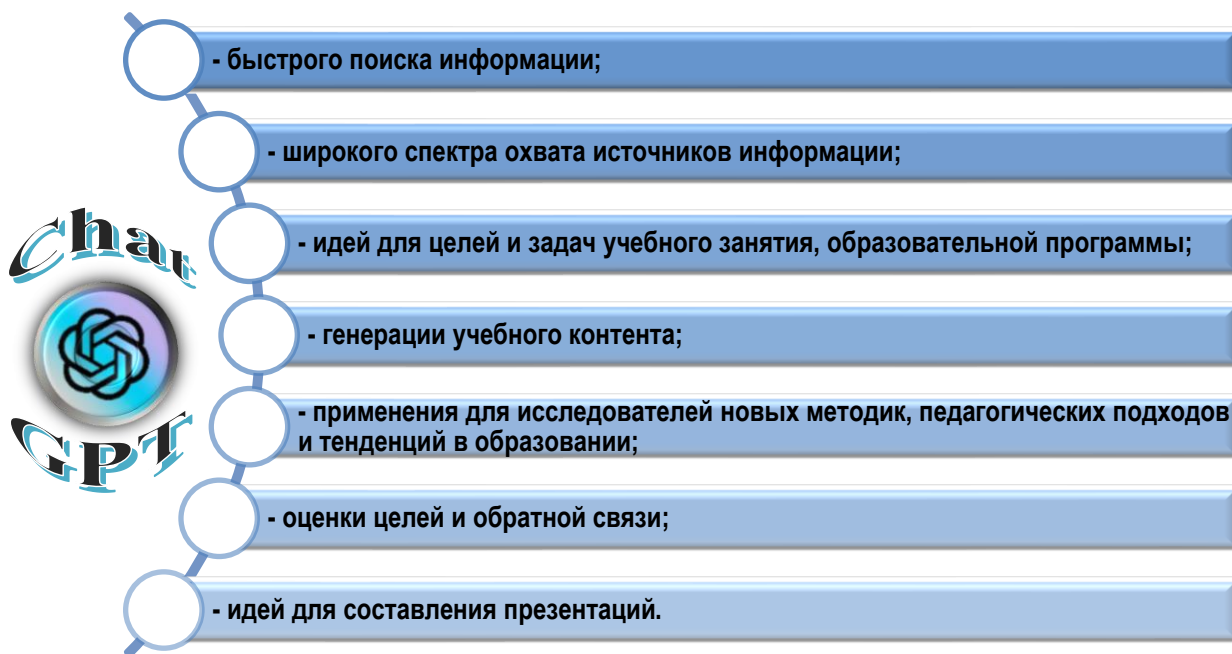 - быстрого поиска информации;
- широкого спектра охвата источников информации;
Chat
- идей для целей и задач учебного занятия, образовательной программы;
- генерации учебного контента;
- применения для исследователей новых методик, педагогических подходов
и тенденций в образовании;
GPT
- оценки целей и обратной связи;
- идей для составления презентаций.